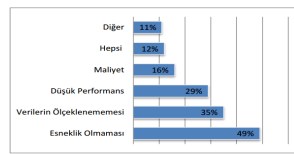 Diğer 11%
Hepsi 12%
Maliyet 16%
Düşük Performans 29%
Verilerin Ölçeklenememesi 35%
Esneklik Olmaması 49%